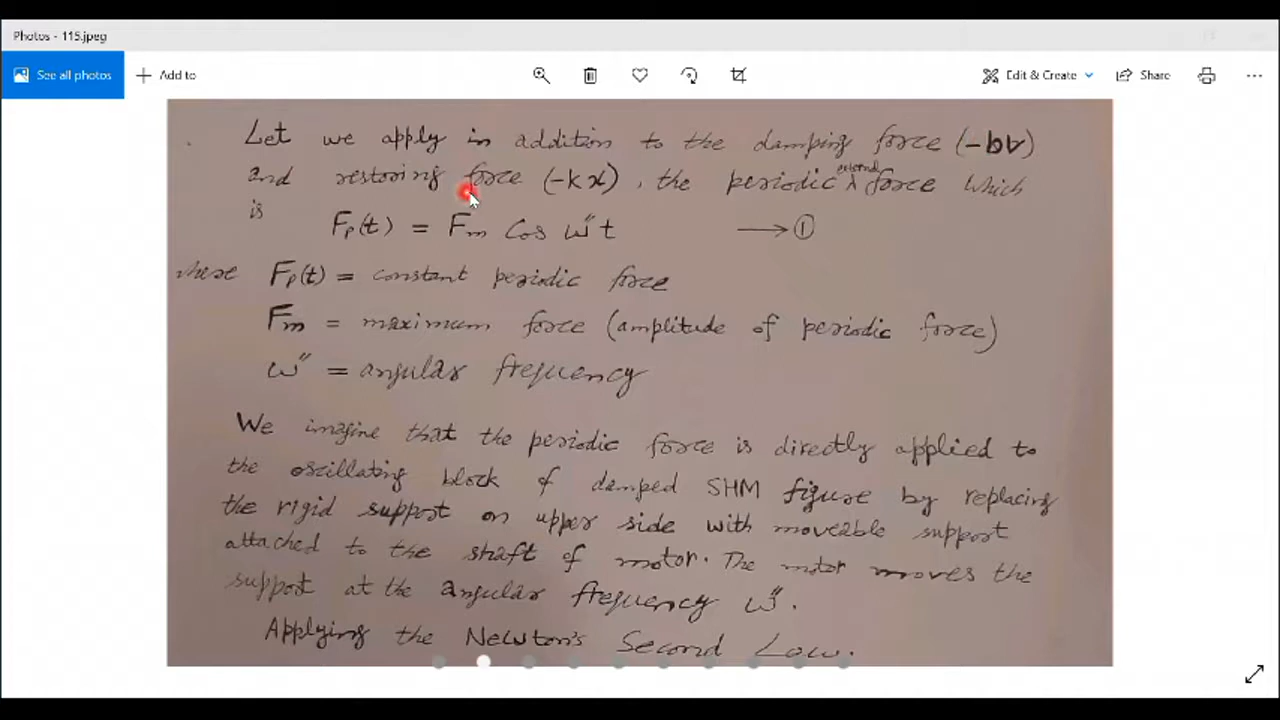 Photos - 115.jpeg
See all photos
Add to
Edit & Create
Share
Let we apply in addition to the damping force (-bv)
and restoring force (-kx), the periodic external force which
is
Fp(t) = Fm Cos ω″t → ①
where Fp(t) = constant periodic force
Fm = maximum force (amplitude of periodic force)
ω″ = angular frequency
We imagine that the periodic force is directly applied to
the oscillating block of damped SHM figure by replacing
the rigid support on upper side with moveable support
attached to the shaft of motor. The motor moves the
support at the angular frequency ω″.
Applying the Newton's Second Law.